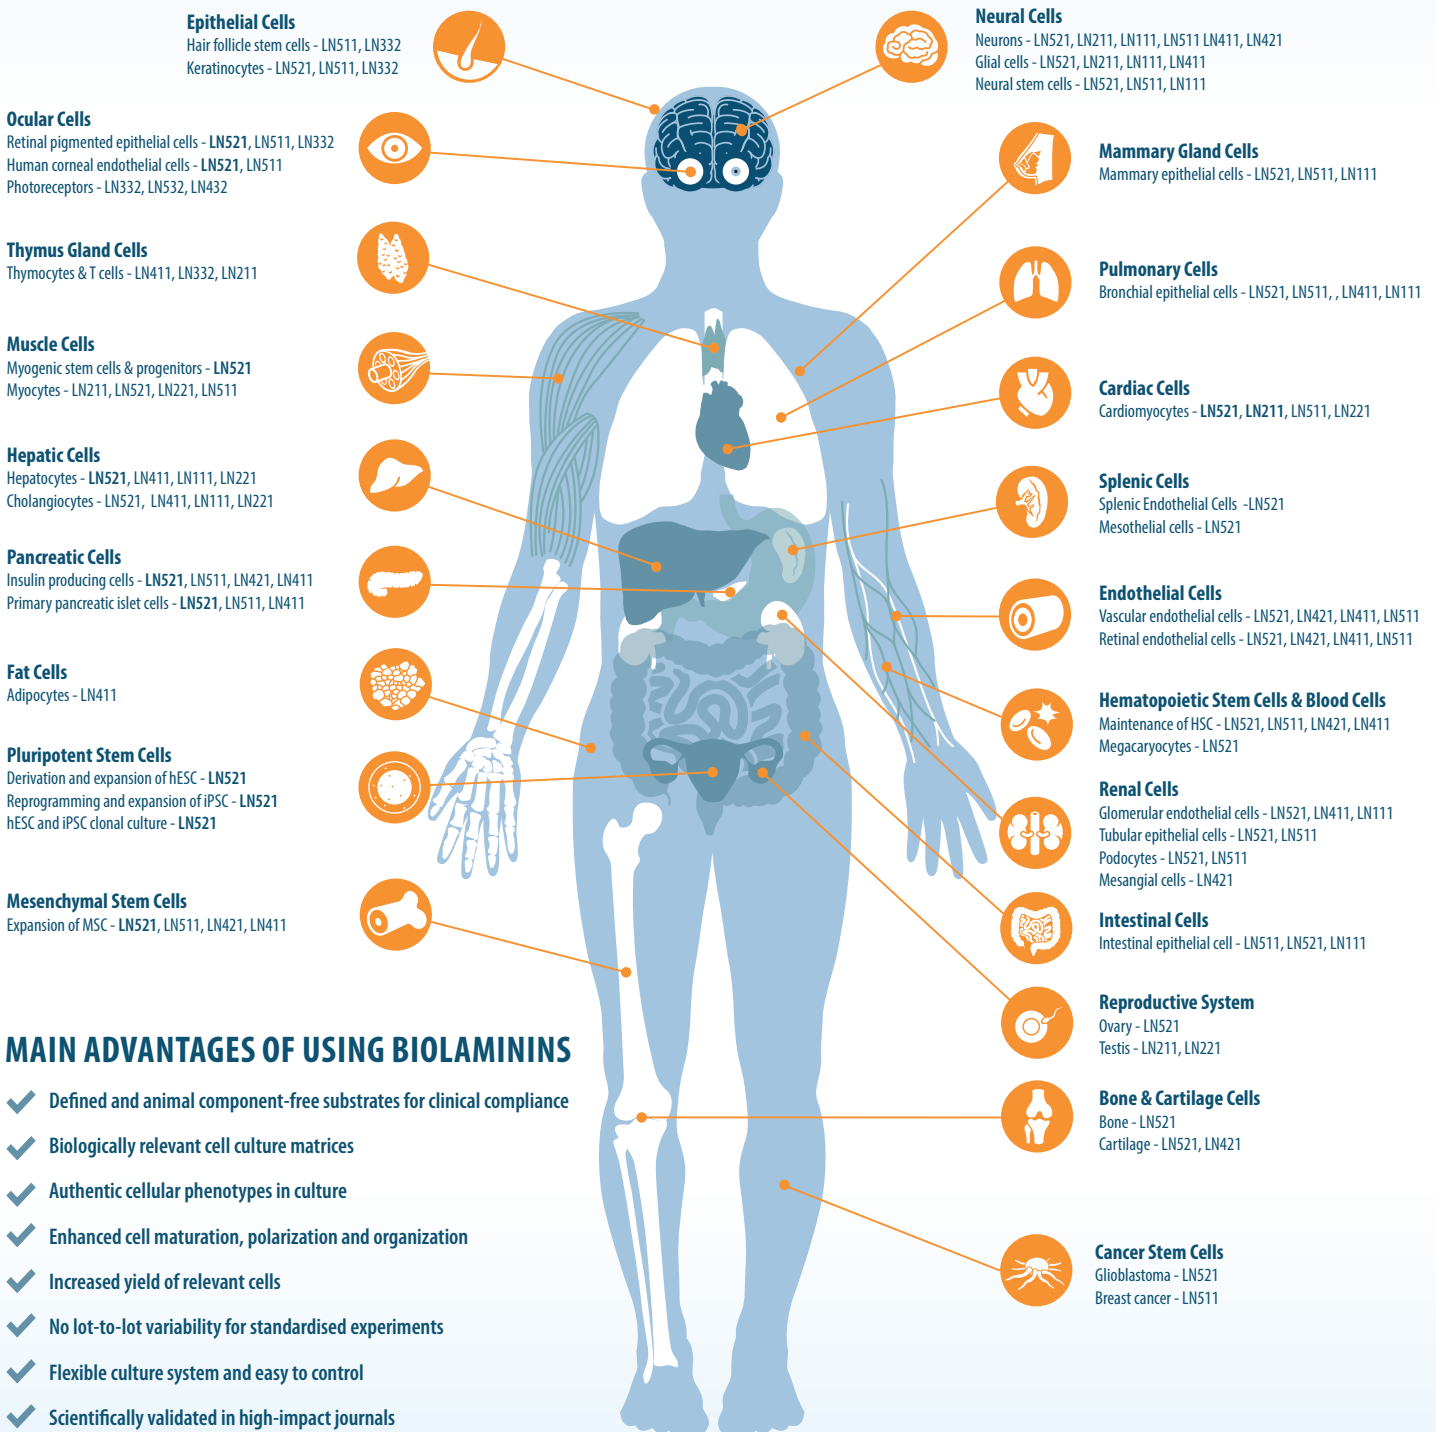 Epithelial Cells
Hair follicle stem cells - LN511, LN332
Keratinocytes - LN521, LN511, LN332
Ocular Cells
Retinal pigmented epithelial cells - LN521, LN511, LN332
Human corneal endothelial cells - LN521, LN511
Photoreceptors - LN332, LN532, LN432
Thymus Gland Cells
Thymocytes & T cells - LN411, LN332, LN211
Muscle Cells
Myogenic stem cells & progenitors - LN521
Myocytes - LN211, LN521, LN221, LN511
Hepatic Cells
Hepatocytes - LN521, LN411, LN111, LN221
Cholangiocytes - LN521, LN411, LN111, LN221
Pancreatic Cells
Insulin producing cells - LN521, LN511, LN421, LN411
Primary pancreatic islet cells - LN521, LN511, LN411
Fat Cells
Adipocytes - LN411
Pluripotent Stem Cells
Derivation and expansion of hESC - LN521
Reprogramming and expansion of iPSC - LN521
hESC and iPSC clonal culture - LN521
Mesenchymal Stem Cells
Expansion of MSC - LN521, LN511, LN421, LN411
MAIN ADVANTAGES OF USING BIOLAMININS
Defined and animal component-free substrates for clinical compliance
Biologically relevant cell culture matrices
Authentic cellular phenotypes in culture
Enhanced cell maturation, polarization and organization
Increased yield of relevant cells
No lot-to-lot variability for standardised experiments
Flexible culture system and easy to control
Scientifically validated in high-impact journals
Neural Cells
Neurons - LN521, LN211, LN111, LN511 LN411, LN421
Glial cells - LN521, LN211, LN111, LN411
Neural stem cells - LN521, LN511, LN111
Mammary Gland Cells
Mammary epithelial cells - LN521, LN511, LN111
Pulmonary Cells
Bronchial epithelial cells - LN521, LN511, , LN411, LN111
Cardiac Cells
Cardiomyocytes - LN521, LN211, LN511, LN221
Splenic Cells
Splenic Endothelial Cells -LN521
Mesothelial cells - LN521
Endothelial Cells
Vascular endothelial cells - LN521, LN421, LN411, LN511
Retinal endothelial cells - LN521, LN421, LN411, LN511
Hematopoietic Stem Cells & Blood Cells
Maintenance of HSC - LN521, LN511, LN421, LN411
Megacaryocytes - LN521
Renal Cells
Glomerular endothelial cells - LN521, LN411, LN111
Tubular epithelial cells - LN521, LN511
Podocytes - LN521, LN511
Mesangial cells - LN421
Intestinal Cells
Intestinal epithelial cell - LN511, LN521, LN111
Reproductive System
Ovary - LN521
Testis - LN211, LN221
Bone & Cartilage Cells
Bone - LN521
Cartilage - LN521, LN421
Cancer Stem Cells
Glioblastoma - LN521
Breast cancer - LN511